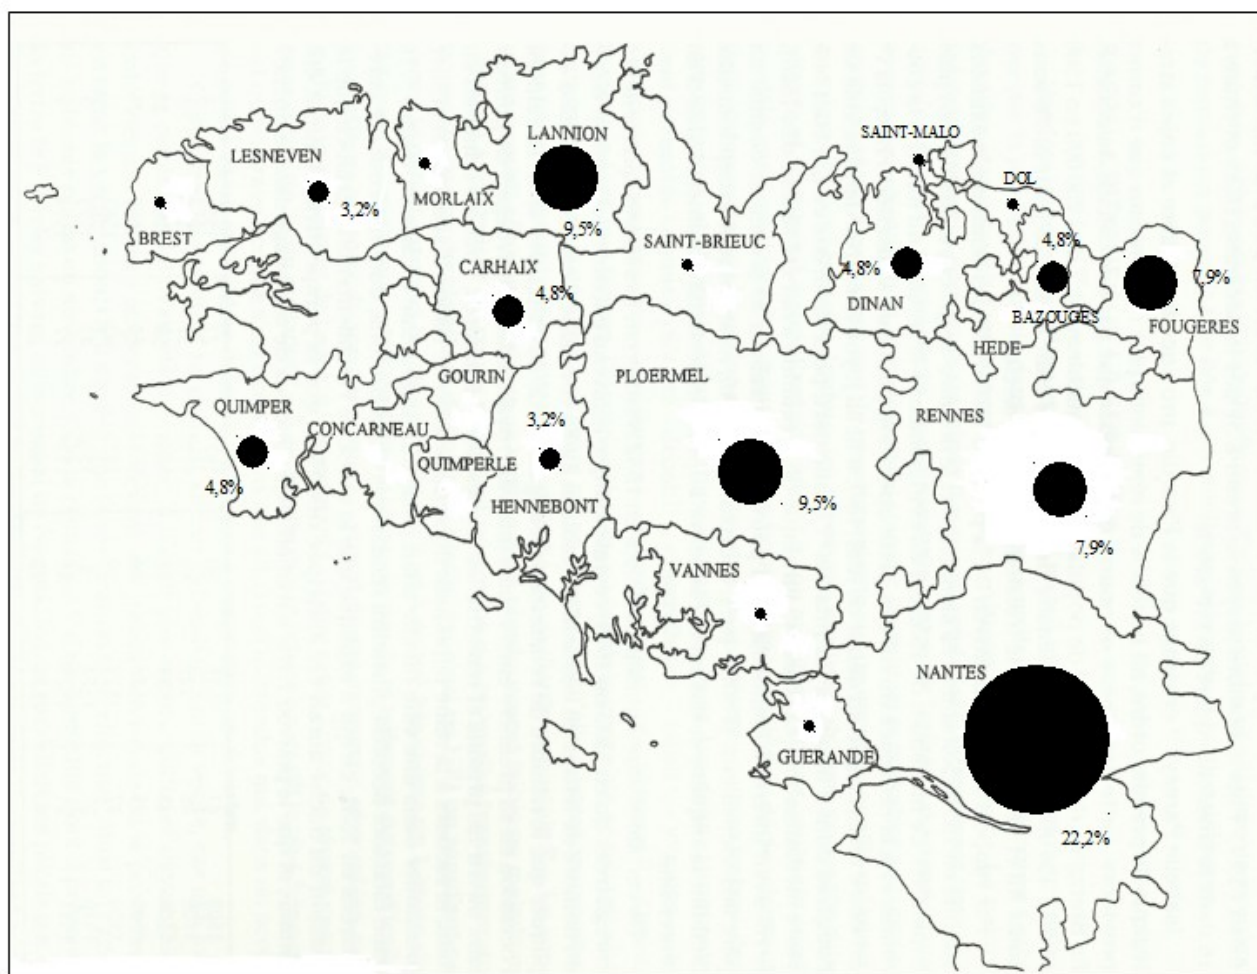 SAINT-MALO
LANNION
LESNEVEN
DOL
MORLAIX
3,2%
9,5%
BREST
SAINT-BRIEUC
4,8%
CARHAIX
4,8%
7,9%
4,8%
DINAN
BAZOUGES
FOUGERES
HEDE
GOURIN
PLOERMEL
QUIMPER
RENNES
3,2%
CONCARNEAU
QUIMPERLE
4,8%
HENNEBONT
9,5%
7,9%
VANNES
NANTES
GUERANDE
22,2%